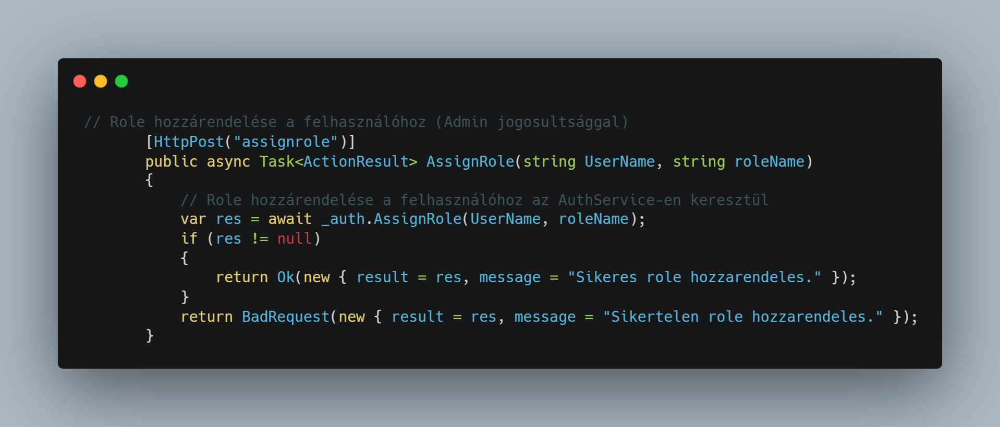 // Role hozzárendelése a felhasználóhoz (Admin jogosultsággal)
[HttpPost("assignrole")]
public async Task<ActionResult> AssignRole(string UserName, string roleName)
{
// Role hozzárendelése a felhasználóhoz az AuthService-en keresztül
var res = await _auth.AssignRole(UserName, roleName);
if (res != null)
{
return Ok(new { result = res, message = "Sikeres role hozzarendeles." });
}
return BadRequest(new { result = res, message = "Sikertelen role hozzarendeles." });
}